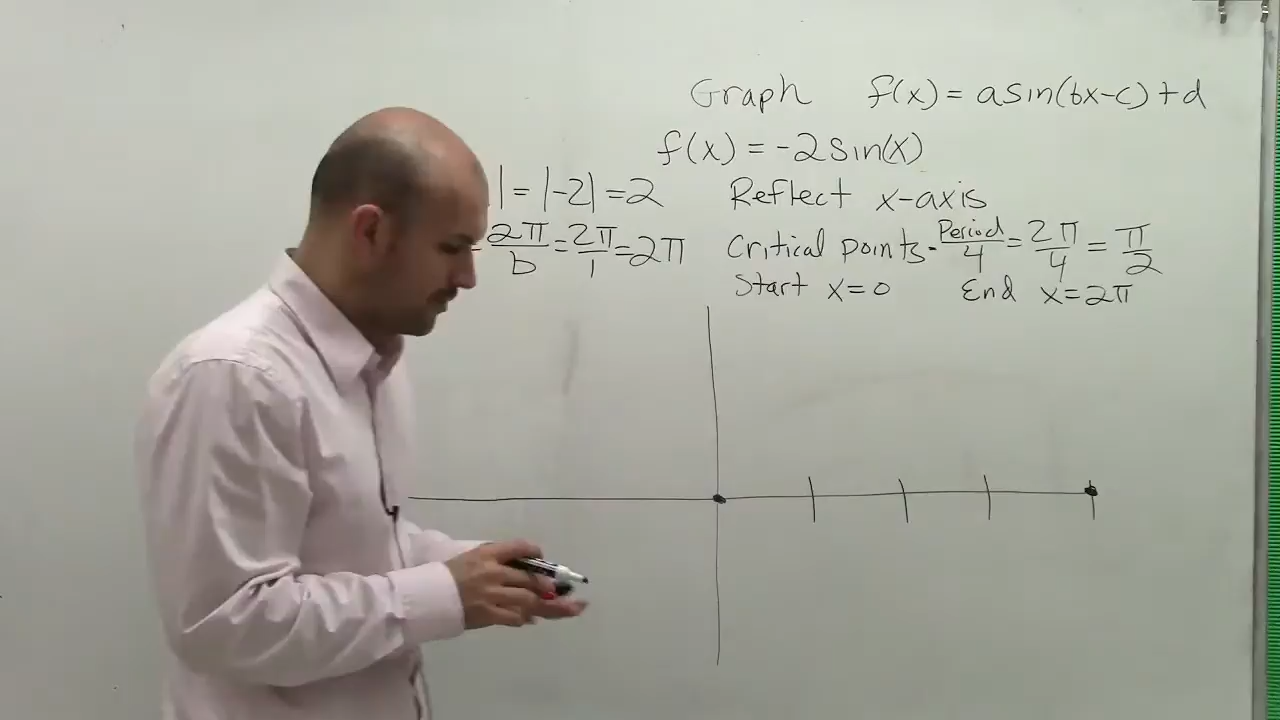 Graph f(x) = a sin(bx-c) + d
f(x) = -2 sin(x)
| = |-2| = 2 Reflect x-axis
= 2π/b = 2π/1 = 2π Critical points - Period/4 = 2π/4 = π/2
Start x=0 End x=2π